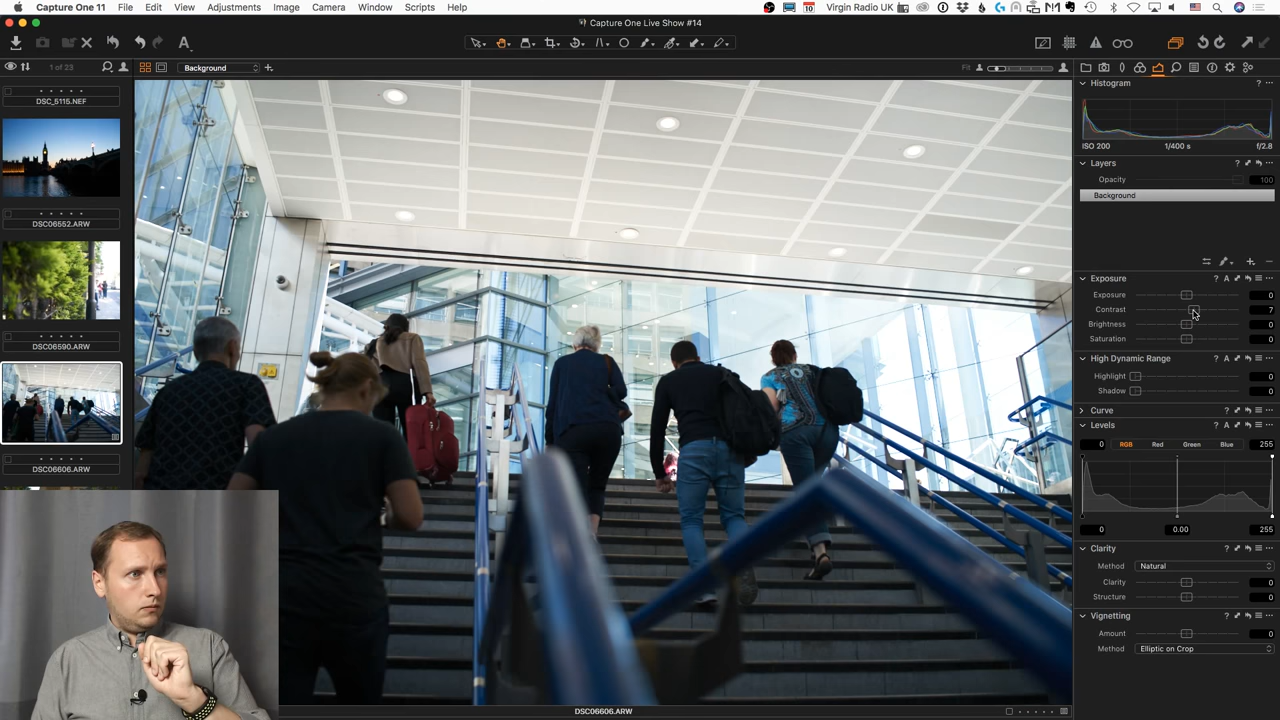 Capture One 11 File Edit View Adjustments Image Camera Window Scripts Help 10 Virgin Radio UK
Capture One Live Show #14
1 of 23 Background Fit
DSC_5115.NEF
DSC06552.ARW
DSC06590.ARW
DSC06606.ARW
DSC06606.ARW
Histogram
ISO 200 1/400 s f/2.8
Layers
Opacity 100
Background
Exposure
Exposure 0
Contrast 7
Brightness 0
Saturation 0
High Dynamic Range
Highlight 0
Shadow 0
Curve
Levels
0 RGB Red Green Blue 255
0 0.00 255
Clarity
Method Natural
Clarity 0
Structure 0
Vignetting
Amount 0
Method Elliptic on Crop